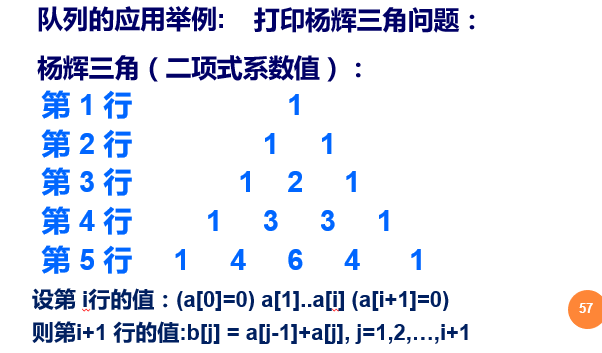 队列的应用举例: 打印杨辉三角问题：
杨辉三角（二项式系数值）：
第 1 行 1
第 2 行 1 1
第 3 行 1 2 1
第 4 行 1 3 3 1
第 5 行 1 4 6 4 1
设第 i行的值：(a[0]=0) a[1]..a[i] (a[i+1]=0)
则第i+1 行的值:b[j] = a[j-1]+a[j], j=1,2,…,i+1
57